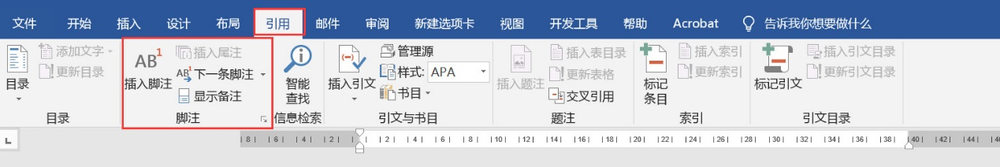 文件 开始 插入 设计 布局 引用 邮件 审阅 新建选项卡 视图 开发工具 帮助 Acrobat 告诉我你想要做什么
目录
添加文字
更新目录
目录
AB1
插入脚注
插入尾注
AB1 下一条脚注
显示备注
脚注
智能
查找
信息检索
(-)
插入引文
管理源
样式: APA
书目
引文与书目
插入题注
插入表目录
更新表格
交叉引用
题注
标记
条目
插入索引
更新索引
索引
标记引文
插入引文目录
更新引文目录
引文目录
L
8 6 4 2 2 4 6 8 10 12 14 16 18 20 22 24 26 28 30 32 34 36 38 40 42 44